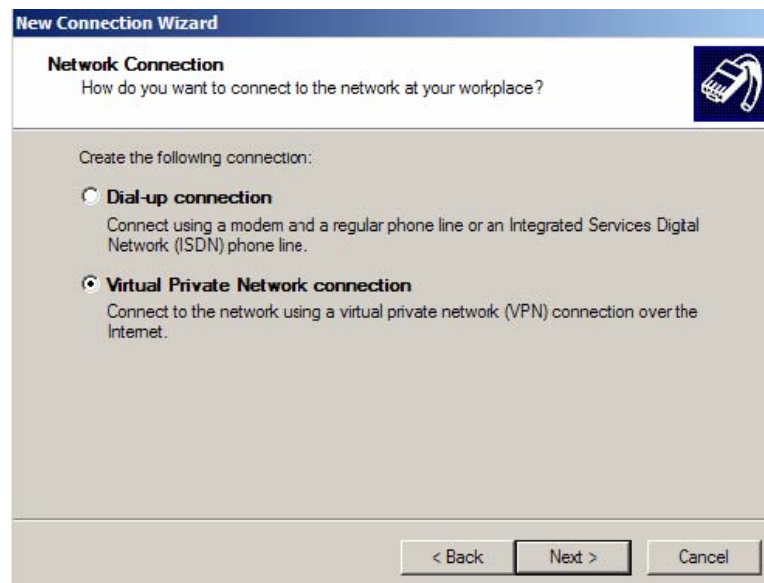 New Connection Wizard
Network Connection
How do you want to connect to the network at your workplace?
Create the following connection:
Dial-up connection
Connect using a modem and a regular phone line or an Integrated Services Digital
Network (ISDN) phone line.
Virtual Private Network connection
Connect to the network using a virtual private network (VPN) connection over the
Internet.
< Back
Next >
Cancel